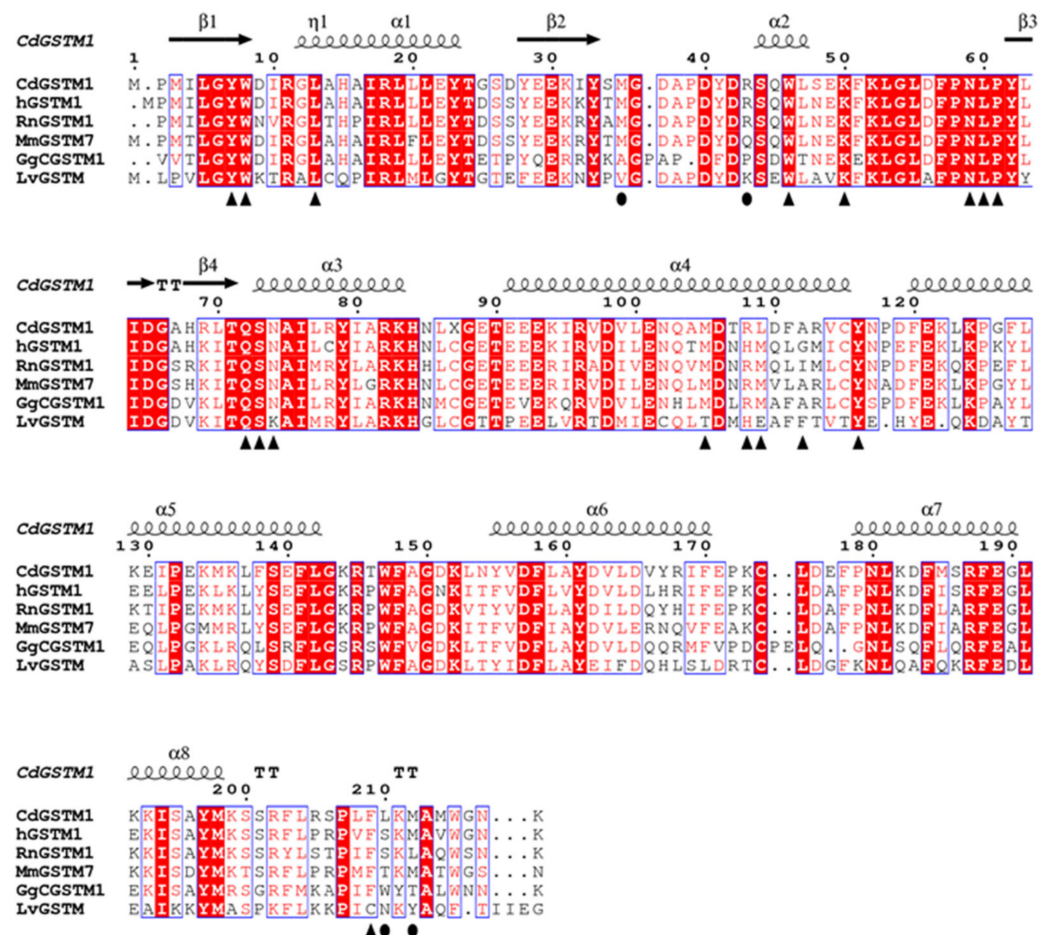 β1 η1 α1 β2 α2 β3
CdGSTM1
1 10 20 30 40 50 60
CdGSTM1 M.PMILGYWDIRGLAHAIRLLLEYTGSDYEEKIYSMG.DAPDYDRSQWLSEKFKLGLDFPNLPYL
hGSTM1 .MPMILGYWDIRGLAHAIRLLLEYTDSSYEEKKYTMG.DAPDYDRSQWLNEKFKLGLDFPNLPYL
RnGSTM1 ..PMILGYWNVRGLTHPIRLLLEYTDSSYEEKRYAMG.DAPDYDRSQWLNEKFKLGLDFPNLPYL
MmGSTM7 M.PMTLGYWDIRGLAHAIRLFLEYTDSSYEEKRYTMG.DAPDYDQSQWLNEKFKLGLDFPNLPYL
GgCGSTM1 ..VVTLGYWDIRGLAHAIRLLLEYTETPYQERRYKAGPAP.DFDPSDWTNEKEKLGLDFPNLPYL
LvGSTM M.LPVLGYWKTRALCQPIRLMLGYTGTEFEEKNYPVG.DAPDYDKSEWLAVKFKLGLAFPNLPYY
β4 α3 α4
CdGSTM1 TT
70 80 90 100 110 120
CdGSTM1 IDGAHRLTQSNAILRYIARKHNLXGETEEEKIRVDVLENQAMDTRLDFARVCYNPDFEKLKPGFL
hGSTM1 IDGAHKITQSNAILCYIARKHNLCGETEEEKIRVDILENQTMDNHMQLGMICYNPEFEKLKPKYL
RnGSTM1 IDGSRKITQSNAIMRYLARKHHLCGETEEERIRADIVENQVMDNRMQLIMLCYNPDFEKQKPEFL
MmGSTM7 IDGSHKITQSNAILRYLGRKHNLCGETEEERIRVDILENQLMDNRMVLARLCYNADFEKLKPGYL
GgCGSTM1 IDGDVKLTQSNAILRYIARKHNMCGETEVEKQRVDVLENHLMDLRMAFARLCYSPDFEKLKPAYL
LvGSTM IDGDVKITQSKAIMRYLARKHGLCGTTPEELVRTDMIECQLTDMHEAFFTVTYE.HYE.QKDAYT
α5 α6 α7
CdGSTM1
130 140 150 160 170 180 190
CdGSTM1 KEIPEKMKLFSEFLGKRTWFAGDKLNYVDFLAYDVLDVYRIFEPKC..LDEFPNLKDFMSRFEGL
hGSTM1 EELPEKLKLYSEFLGKRPWFAGNKITFVDFLVYDVLDLHRIFEPKC..LDAFPNLKDFISRFEGL
RnGSTM1 KTIPEKMKLYSEFLGKRPWFAGDKVTYVDFLAYDILDQYHIFEPKC..LDAFPNLKDFLARFEGL
MmGSTM7 EQLPGMMRLYSEFLGKRPWFAGDKITFVDFIAYDVLERNQVFEAKC..LDAFPNLKDFIARFEGL
GgCGSTM1 EQLPGKLRQLSRFLGSRSWFVGDKLTFVDFLAYDVLDQQRMFVPDCPELQ..GNLSQFLQRFEAL
LvGSTM ASLPAKLRQYSDFLGSRPWFAGDKLTYIDFLAYEIFDQHLSLDRTC..LDGFKNLQAFQKRFEDL
α8
CdGSTM1 TT TT
200 210
CdGSTM1 KKISAYMKSSRFLRSPLFLKMAMWGN...K
hGSTM1 EKISAYMKSSRFLPRPVFSKMAVWGN...K
RnGSTM1 KKISAYMKSSRYLSTPIFSKLAQWSN...K
MmGSTM7 KKISDYMKTSRFLPRPMFTKMATWGS...N
GgCGSTM1 EKISAYMRSGRFMKAPIFWYTALWNN...K
LvGSTM EAIKKYMASPKFLKKPICNKYAQF.TIIEG